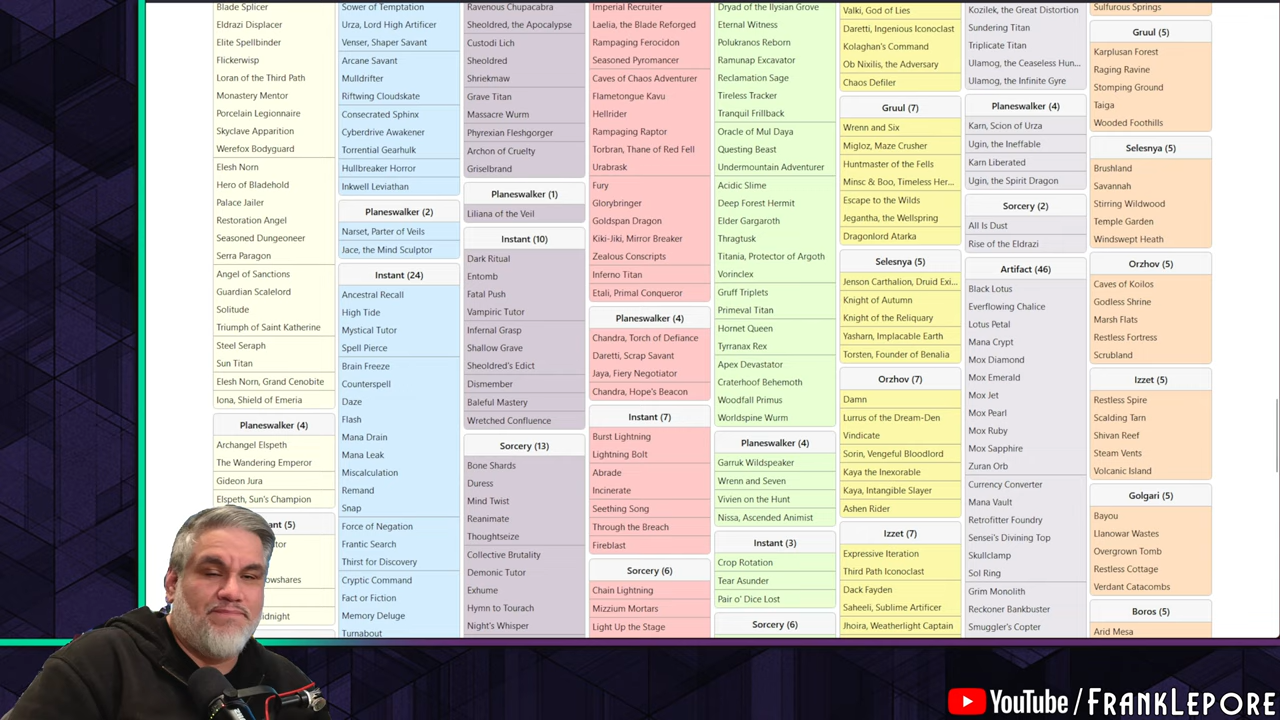 Blade Splicer
Eldrazi Displacer
Elite Spellbinder
Flickerwisp
Loran of the Third Path
Monastery Mentor
Porcelain Legionnaire
Skyclave Apparition
Werefox Bodyguard
Elesh Norn
Hero of Bladehold
Palace Jailer
Restoration Angel
Seasoned Dungeoneer
Serra Paragon
Angel of Sanctions
Guardian Scalelord
Solitude
Triumph of Saint Katherine
Steel Seraph
Sun Titan
Elesh Norn, Grand Cenobite
Iona, Shield of Emeria
Planeswalker (4)
Archangel Elspeth
The Wandering Emperor
Gideon Jura
Elspeth, Sun's Champion
ant (5)
tor
owshares
idnight
Sower of Temptation
Urza, Lord High Artificer
Venser, Shaper Savant
Arcane Savant
Mulldrifter
Riftwing Cloudskate
Consecrated Sphinx
Cyberdrive Awakener
Torrential Gearhulk
Hullbreaker Horror
Inkwell Leviathan
Planeswalker (2)
Narset, Parter of Veils
Jace, the Mind Sculptor
Instant (24)
Ancestral Recall
High Tide
Mystical Tutor
Spell Pierce
Brain Freeze
Counterspell
Daze
Flash
Mana Drain
Mana Leak
Miscalculation
Remand
Snap
Force of Negation
Frantic Search
Thirst for Discovery
Cryptic Command
Fact or Fiction
Memory Deluge
Turnabout
Ravenous Chupacabra
Sheoldred, the Apocalypse
Custodi Lich
Sheoldred
Shriekmaw
Grave Titan
Massacre Wurm
Phyrexian Fleshgorger
Archon of Cruelty
Griselbrand
Planeswalker (1)
Liliana of the Veil
Instant (10)
Dark Ritual
Entomb
Fatal Push
Vampiric Tutor
Infernal Grasp
Shallow Grave
Sheoldred's Edict
Dismember
Baleful Mastery
Wretched Confluence
Sorcery (13)
Bone Shards
Duress
Mind Twist
Reanimate
Thoughtseize
Collective Brutality
Demonic Tutor
Exhume
Hymn to Tourach
Night's Whisper
Imperial Recruiter
Laelia, the Blade Reforged
Rampaging Ferocidon
Seasoned Pyromancer
Caves of Chaos Adventurer
Flametongue Kavu
Hellrider
Rampaging Raptor
Torbran, Thane of Red Fell
Urabrask
Fury
Glorybringer
Goldspan Dragon
Kiki-Jiki, Mirror Breaker
Zealous Conscripts
Inferno Titan
Etali, Primal Conqueror
Planeswalker (4)
Chandra, Torch of Defiance
Daretti, Scrap Savant
Jaya, Fiery Negotiator
Chandra, Hope's Beacon
Instant (7)
Burst Lightning
Lightning Bolt
Abrade
Incinerate
Seething Song
Through the Breach
Fireblast
Sorcery (6)
Chain Lightning
Mizzium Mortars
Light Up the Stage
Dryad of the Ilysian Grove
Eternal Witness
Polukranos Reborn
Ramunap Excavator
Reclamation Sage
Tireless Tracker
Tranquil Frillback
Oracle of Mul Daya
Questing Beast
Undermountain Adventurer
Acidic Slime
Deep Forest Hermit
Elder Gargaroth
Thragtusk
Titania, Protector of Argoth
Vorinclex
Gruff Triplets
Primeval Titan
Hornet Queen
Tyrranax Rex
Apex Devastator
Craterhoof Behemoth
Woodfall Primus
Worldspine Wurm
Planeswalker (4)
Garruk Wildspeaker
Wrenn and Seven
Vivien on the Hunt
Nissa, Ascended Animist
Instant (3)
Crop Rotation
Tear Asunder
Pair o' Dice Lost
Sorcery (6)
Valki, God of Lies
Daretti, Ingenious Iconoclast
Kolaghan's Command
Ob Nixilis, the Adversary
Chaos Defiler
Gruul (7)
Wrenn and Six
Migloz, Maze Crusher
Huntmaster of the Fells
Minsc & Boo, Timeless Her...
Escape to the Wilds
Jegantha, the Wellspring
Dragonlord Atarka
Selesnya (5)
Jenson Carthalion, Druid Exi...
Knight of Autumn
Knight of the Reliquary
Yasharn, Implacable Earth
Torsten, Founder of Benalia
Orzhov (7)
Damn
Lurrus of the Dream-Den
Vindicate
Sorin, Vengeful Bloodlord
Kaya the Inexorable
Kaya, Intangible Slayer
Ashen Rider
Izzet (7)
Expressive Iteration
Third Path Iconoclast
Dack Fayden
Saheeli, Sublime Artificer
Jhoira, Weatherlight Captain
Kozilek, the Great Distortion
Sundering Titan
Triplicate Titan
Ulamog, the Ceaseless Hun...
Ulamog, the Infinite Gyre
Planeswalker (4)
Karn, Scion of Urza
Ugin, the Ineffable
Karn Liberated
Ugin, the Spirit Dragon
Sorcery (2)
All Is Dust
Rise of the Eldrazi
Artifact (46)
Black Lotus
Everflowing Chalice
Lotus Petal
Mana Crypt
Mox Diamond
Mox Emerald
Mox Jet
Mox Pearl
Mox Ruby
Mox Sapphire
Zuran Orb
Currency Converter
Mana Vault
Retrofitter Foundry
Sensei's Divining Top
Skullclamp
Sol Ring
Grim Monolith
Reckoner Bankbuster
Smuggler's Copter
Sulfurous Springs
Gruul (5)
Karplusan Forest
Raging Ravine
Stomping Ground
Taiga
Wooded Foothills
Selesnya (5)
Brushland
Savannah
Stirring Wildwood
Temple Garden
Windswept Heath
Orzhov (5)
Caves of Koilos
Godless Shrine
Marsh Flats
Restless Fortress
Scrubland
Izzet (5)
Restless Spire
Scalding Tarn
Shivan Reef
Steam Vents
Volcanic Island
Golgari (5)
Bayou
Llanowar Wastes
Overgrown Tomb
Restless Cottage
Verdant Catacombs
Boros (5)
Arid Mesa
YouTube/FrankLepore